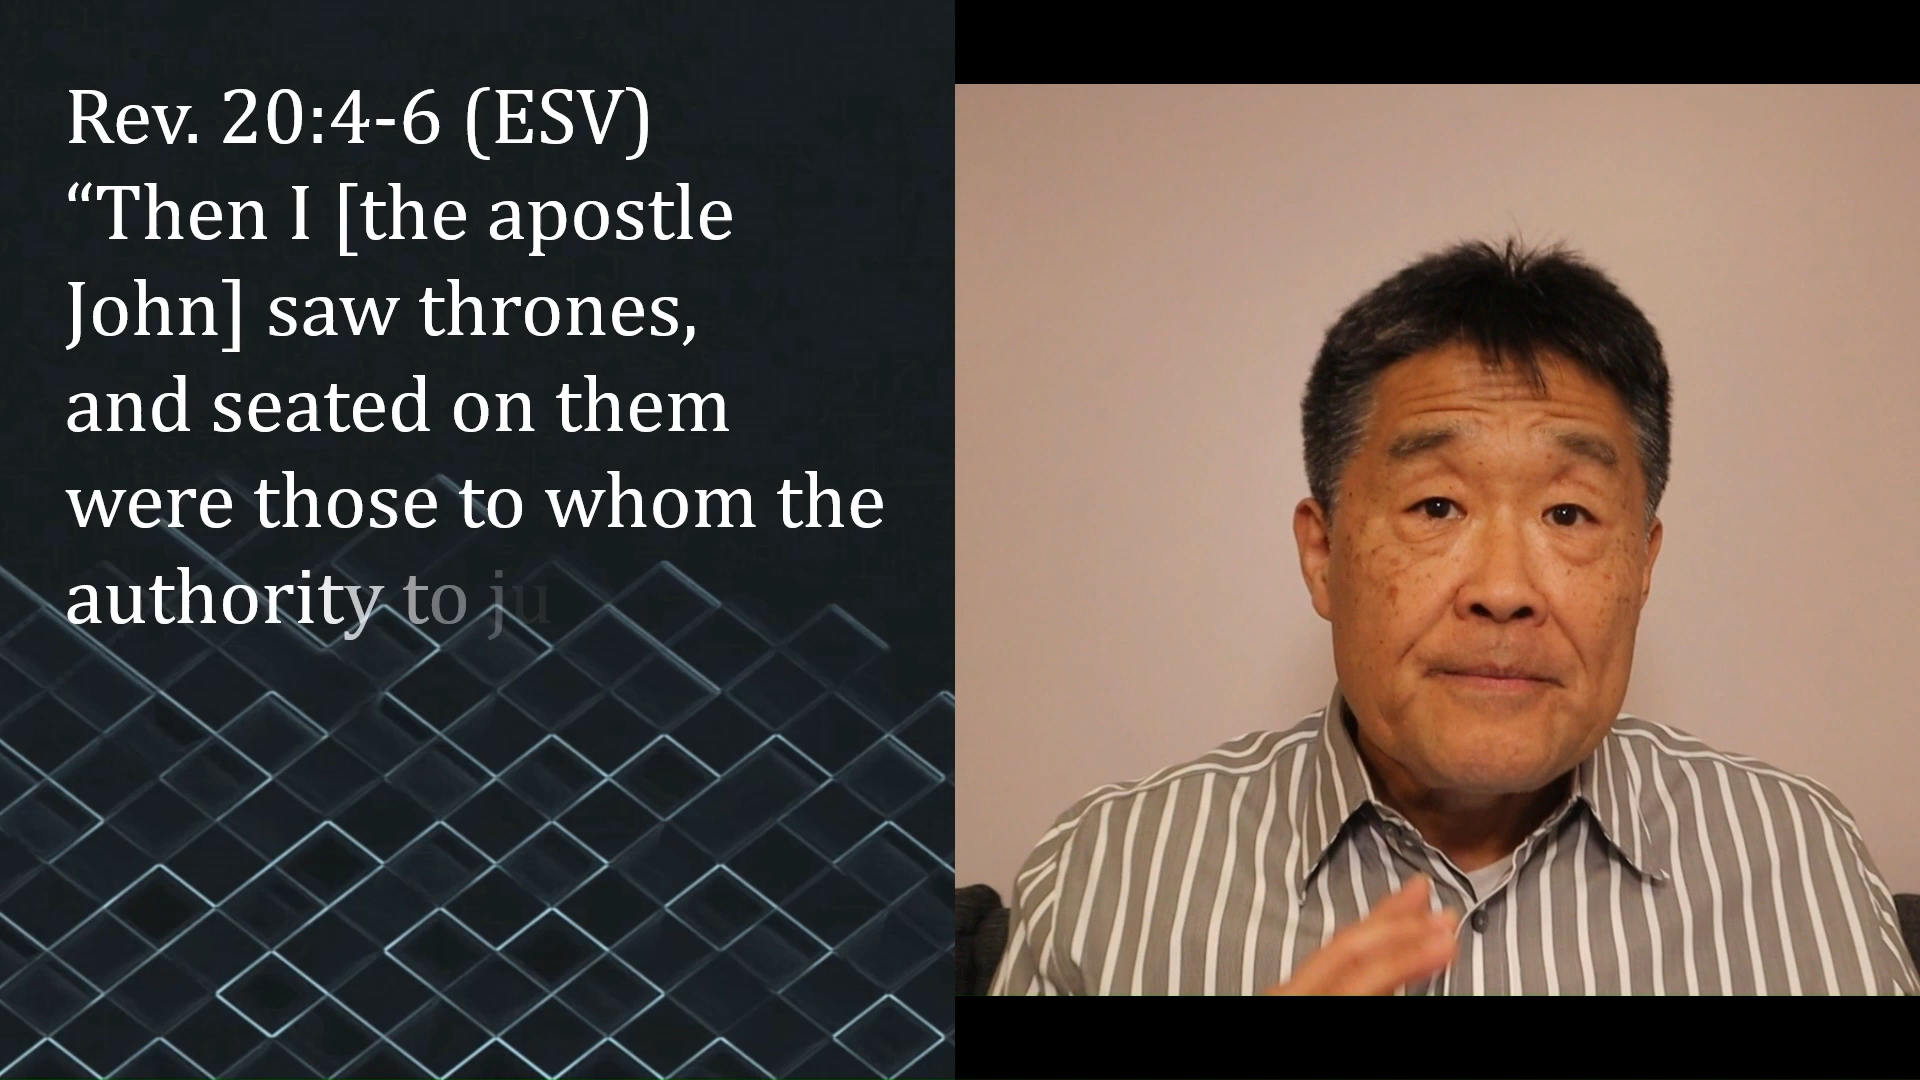 Rev. 20:4-6 (ESV)
“Then I [the apostle
John] saw thrones,
and seated on them
were those to whom the
authority to ju